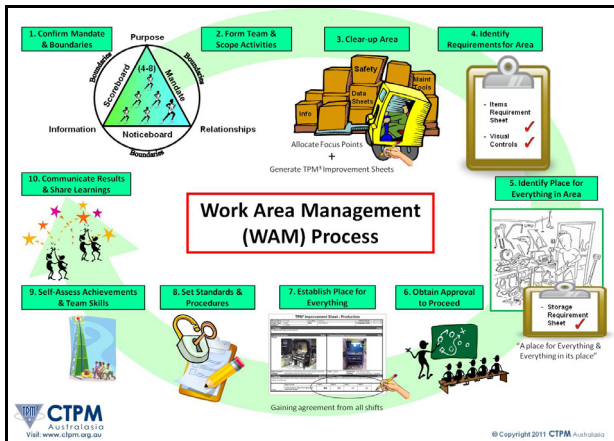 1. Confirm Mandate
& Boundaries
Purpose
Boundaries
Boundaries
Scoreboard
(4-8)
Mandate
Information
Noticeboard
Relationships
Boundaries
2. Form Team &
Scope Activities
3. Clear-up Area
Safety
Data
Sheets
Maint
Tools
Info
Allocate Focus Points
+
Generate TPM³ Improvement Sheets
4. Identify
Requirements for Area
- Items
Requirement
Sheet
- Visual
Controls
10. Communicate Results
& Share Learnings
Work Area Management
(WAM) Process
5. Identify Place for
Everything in Area
- Storage
Requirement
Sheet
"A place for Everything &
Everything in its place"
9. Self-Assess Achievements
& Team Skills
8. Set Standards &
Procedures
7. Establish Place for
Everything
TPM³ Improvement Sheet - Production
Gaining agreement from all shifts
6. Obtain Approval
to Proceed
TPM
CTPM
Australasia
Visit: www.ctpm.org.au
© Copyright 2011 CTPM Australasia